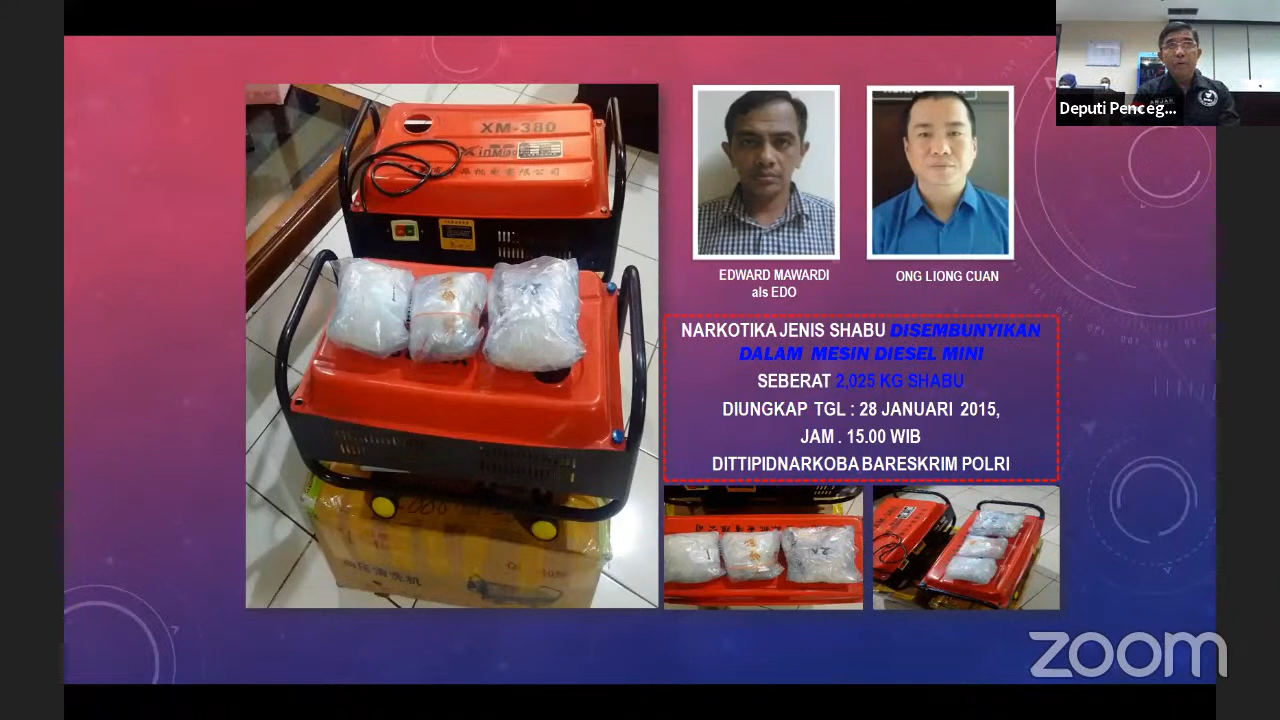 Deputi Penceg...
XM-380
EDWARD MAWARDI
als EDO
ONG LIONG CUAN
NARKOTIKA JENIS SHABU DISEMBUNYIKAN
DALAM MESIN DIESEL MINI
SEBERAT 2,025 KG SHABU
DIUNGKAP TGL : 28 JANUARI 2015,
JAM . 15.00 WIB
DITTIPIDNARKOBA BARESKRIM POLRI
zoom